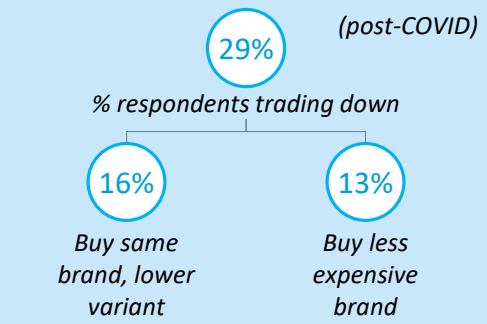 (post-COVID)
29%
% respondents trading down
16%
13%
Buy same
brand, lower
variant
Buy less
expensive
brand